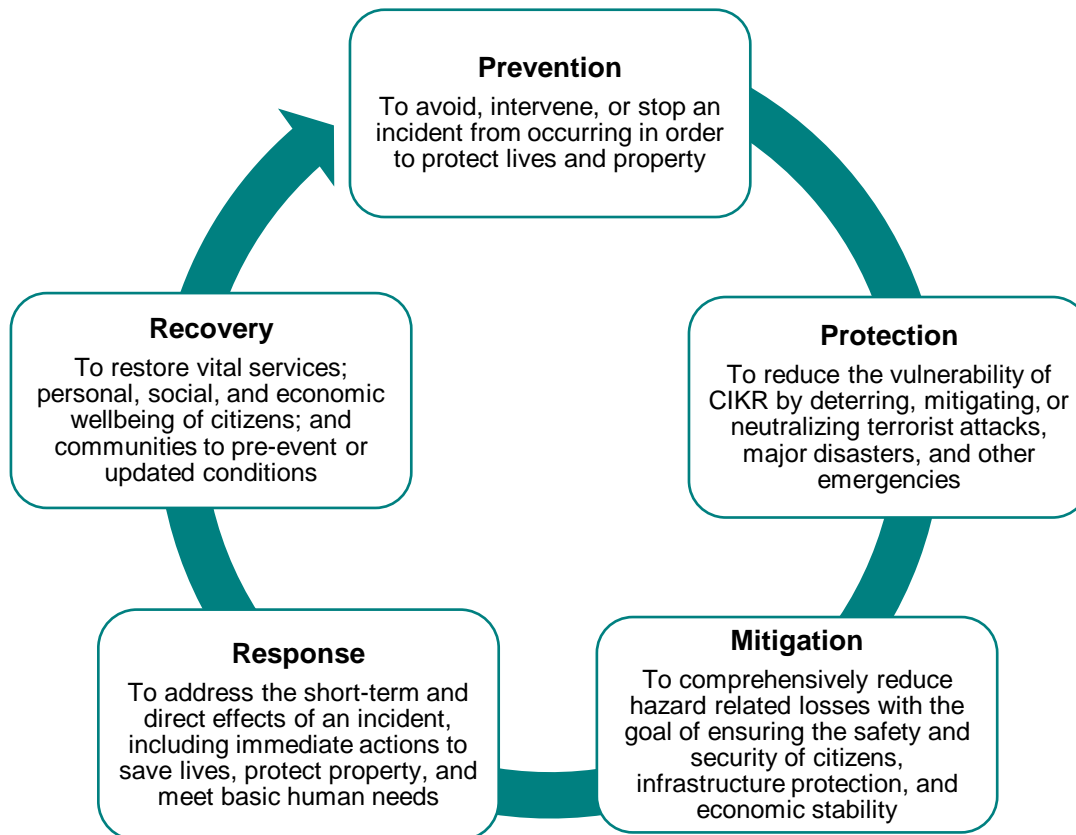 Prevention
To avoid, intervene, or stop an
incident from occurring in order
to protect lives and property
Protection
To reduce the vulnerability of
CIKR by deterring, mitigating, or
neutralizing terrorist attacks,
major disasters, and other
emergencies
Mitigation
To comprehensively reduce
hazard related losses with the
goal of ensuring the safety and
security of citizens,
infrastructure protection, and
economic stability
Response
To address the short-term and
direct effects of an incident,
including immediate actions to
save lives, protect property, and
meet basic human needs
Recovery
To restore vital services;
personal, social, and economic
wellbeing of citizens; and
communities to pre-event or
updated conditions